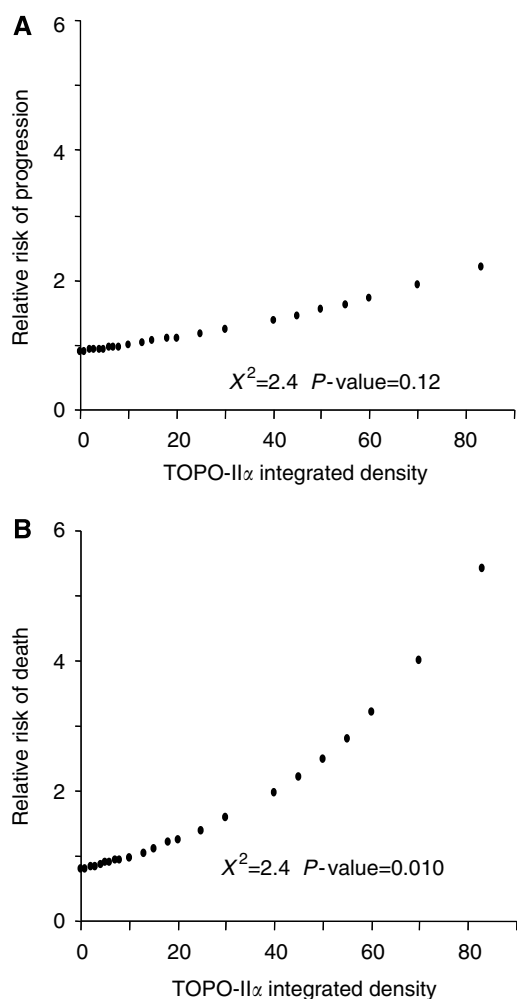 A
Relative risk of progression
6
4
2
0
X²=2.4 P-value=0.12
0 20 40 60 80
TOPO-IIα integrated density
B
Relative risk of death
6
4
2
0
X²=2.4 P-value=0.010
0 20 40 60 80
TOPO-IIα integrated density